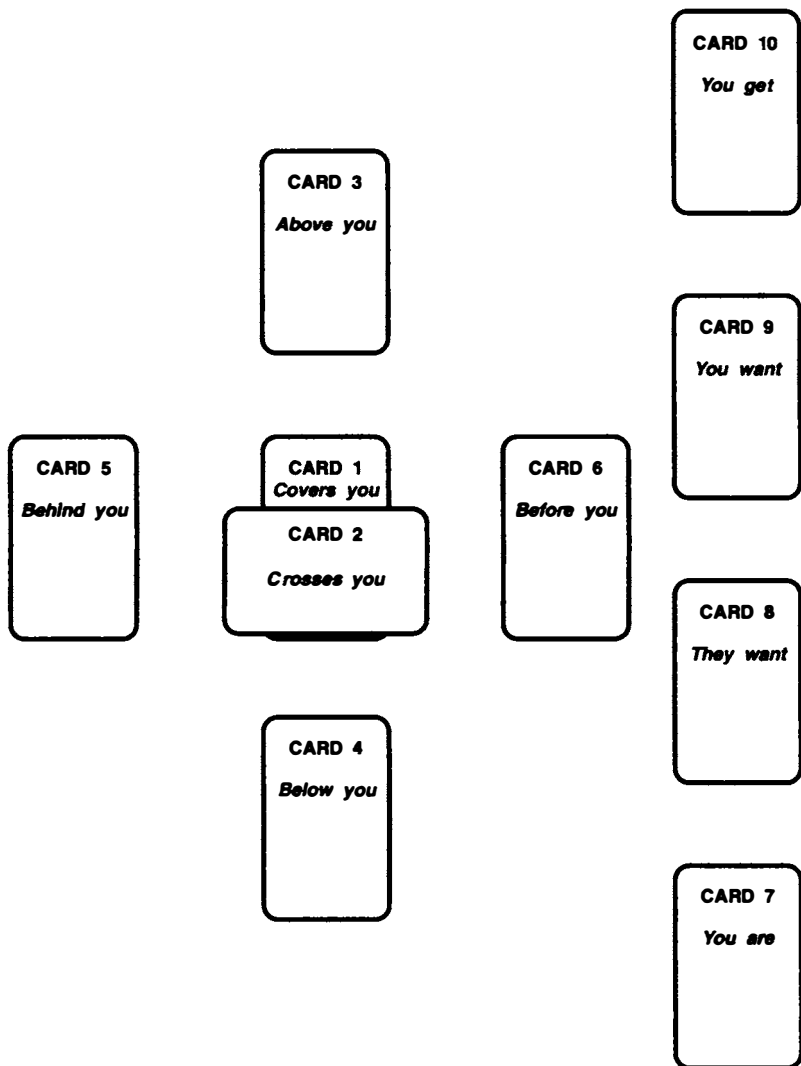 CARD 10
You get
CARD 3
Above you
CARD 9
You want
CARD 5
Behind you
CARD 1
Covers you
CARD 6
Before you
CARD 2
Crosses you
CARD 8
They want
CARD 4
Below you
CARD 7
You are